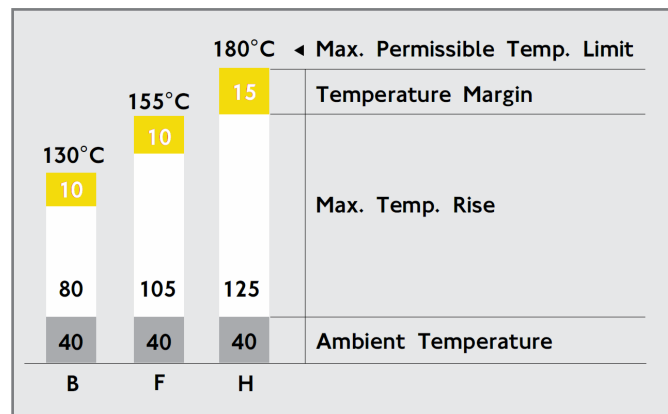 180°C ◄ Max. Permissible Temp. Limit
15 Temperature Margin
155°C
10
130°C
10
Max. Temp. Rise
80 105 125
40 40 40 Ambient Temperature
B F H